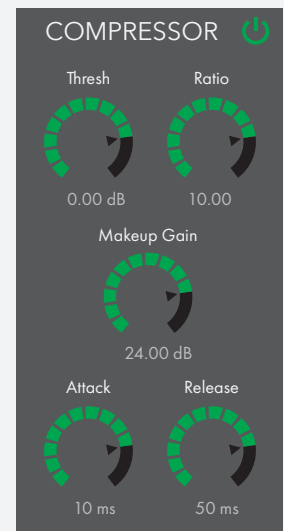 COMPRESSOR
Thresh Ratio
0.00 dB 10.00
Makeup Gain
24.00 dB
Attack Release
10 ms 50 ms